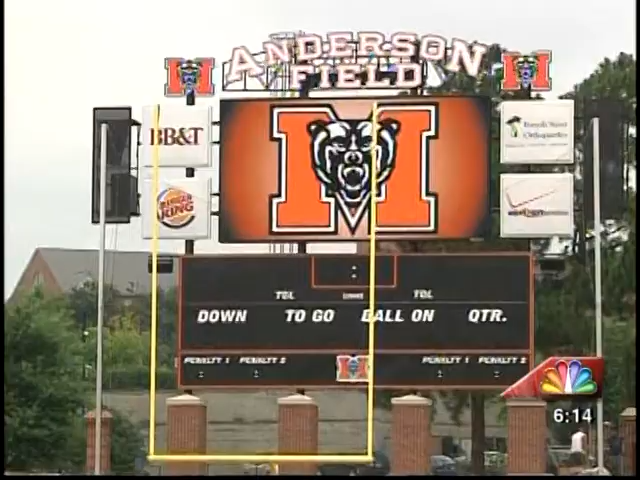 ANDERSON
FIELD
M
M
BB&T
M
BURGER
KING
TOL
TOL
DOWN
TO GO
BALL ON
QTR.
PENALTY 1
PENALTY 2
M
PENALTY 1
PENALTY 2
6:14